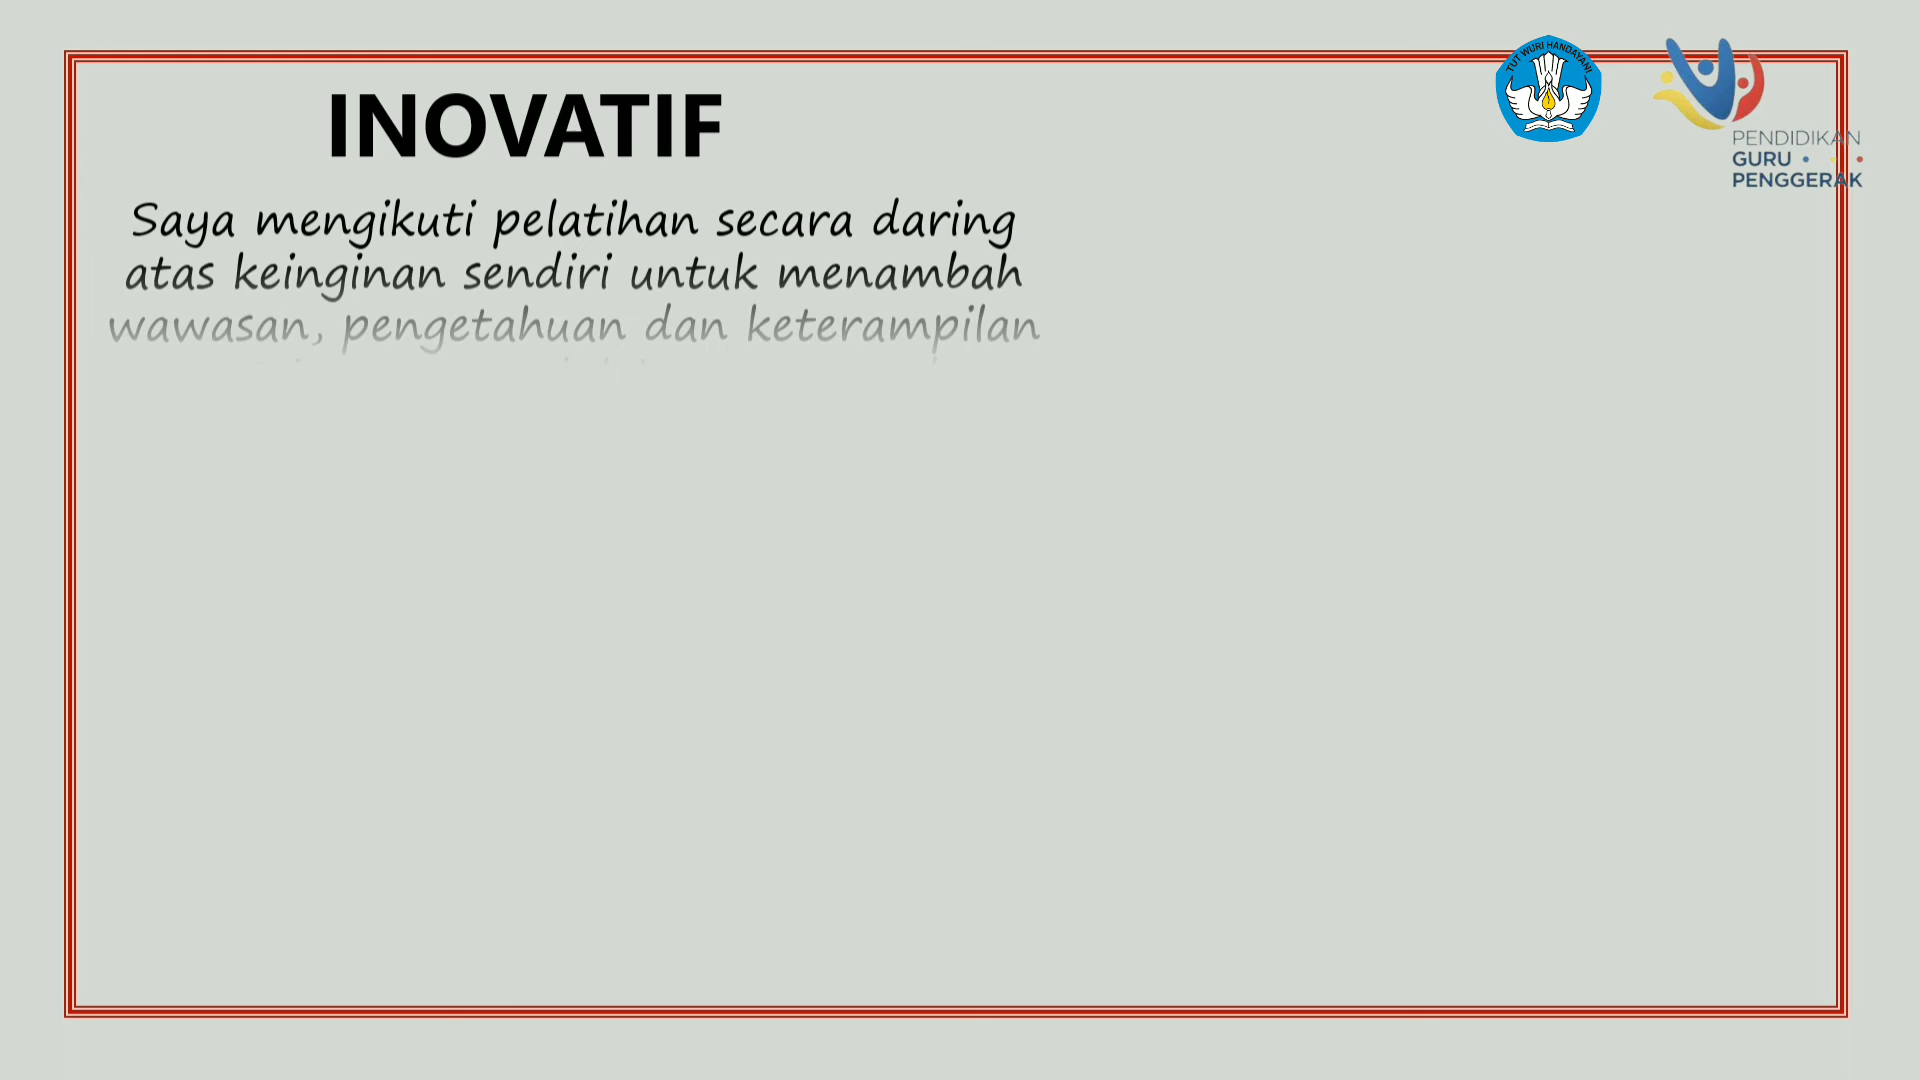 INOVATIF
Saya mengikuti pelatihan secara daring
atas keinginan sendiri untuk menambah
wawasan, pengetahuan dan keterampilan
TUT WURI HANDAYANI
PENDIDIKAN
GURU
PENGGERAK